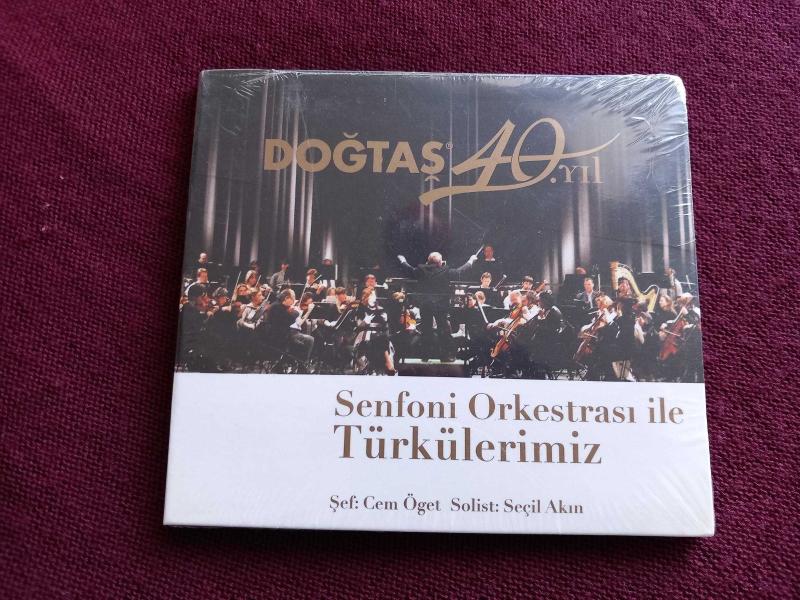 DOĞTAŞ® 40.yıl
Senfoni Orkestrası ile
Türkülerimiz
Şef: Cem Öget Solist: Seçil Akın